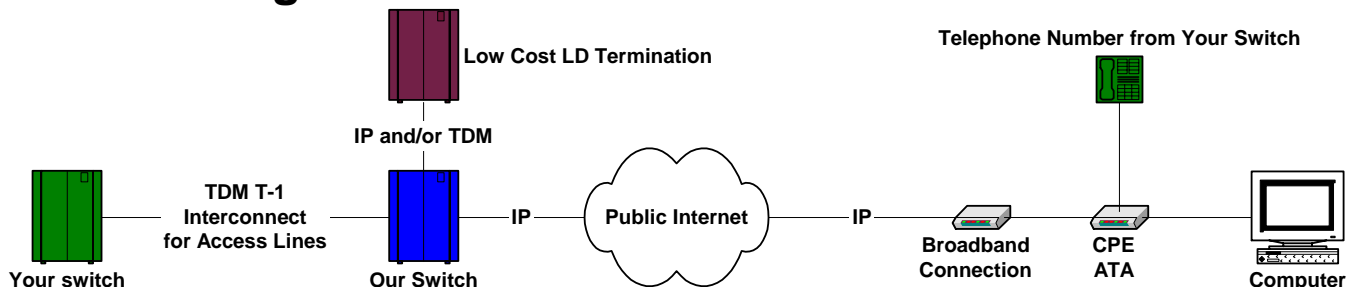 Low Cost LD Termination
Telephone Number from Your Switch
IP and/or TDM
TDM T-1
Interconnect
for Access Lines
IP
Public Internet
IP
Your switch
Our Switch
Broadband
Connection
CPE
ATA
Computer